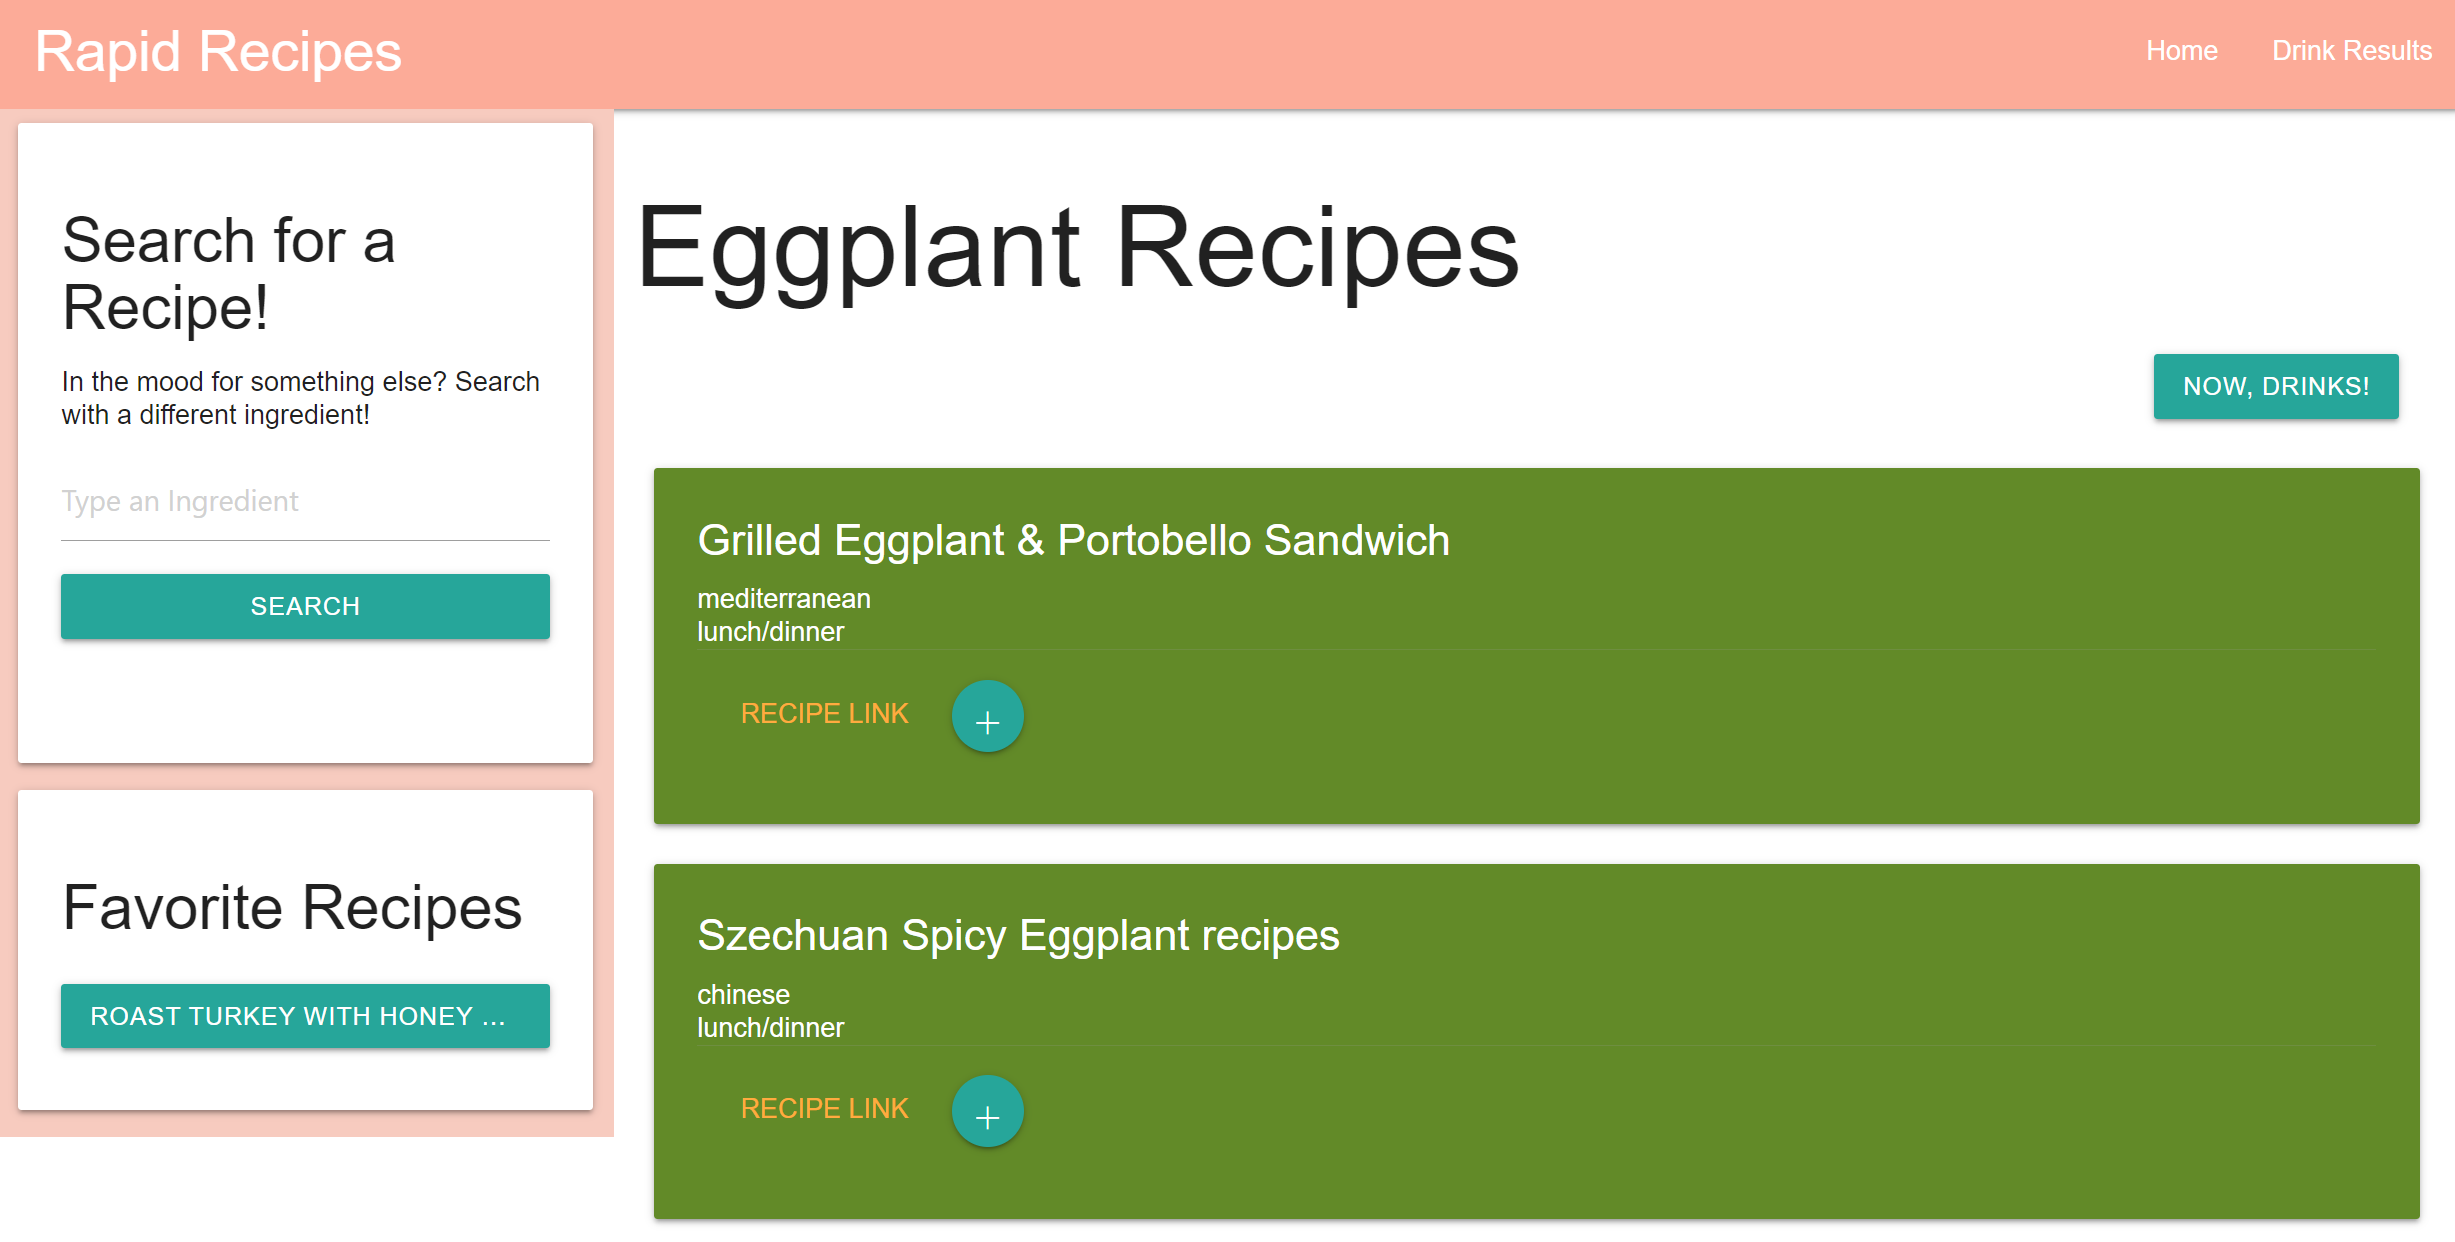 Rapid Recipes
Home
Drink Results
Search for a
Recipe!
In the mood for something else? Search
with a different ingredient!
Type an Ingredient
SEARCH
Favorite Recipes
ROAST TURKEY WITH HONEY ...
Eggplant Recipes
NOW, DRINKS!
Grilled Eggplant & Portobello Sandwich
mediterranean
lunch/dinner
RECIPE LINK
+
Szechuan Spicy Eggplant recipes
chinese
lunch/dinner
RECIPE LINK
+